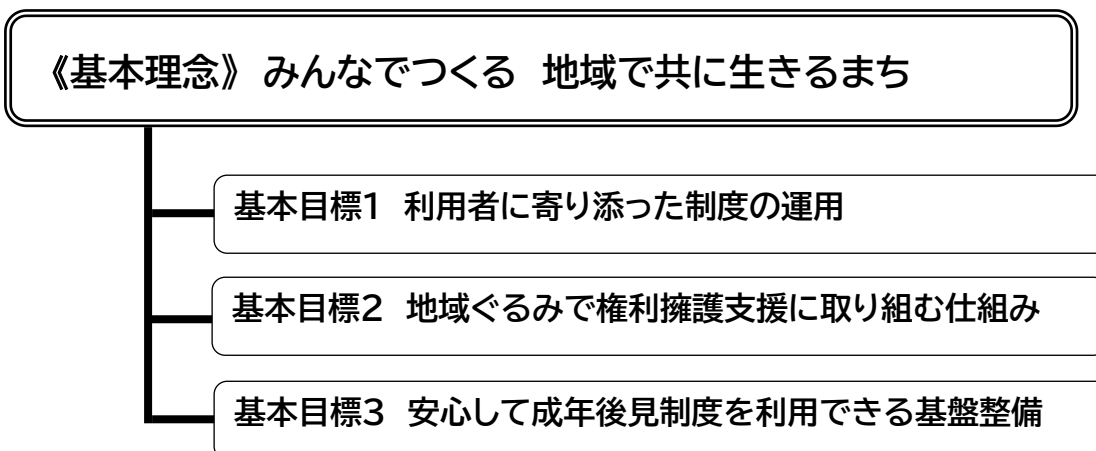 《基本理念》 みんなでつくる 地域で共に生きるまち
基本目標1 利用者に寄り添った制度の運用
基本目標2 地域ぐるみで権利擁護支援に取り組む仕組み
基本目標3 安心して成年後見制度を利用できる基盤整備